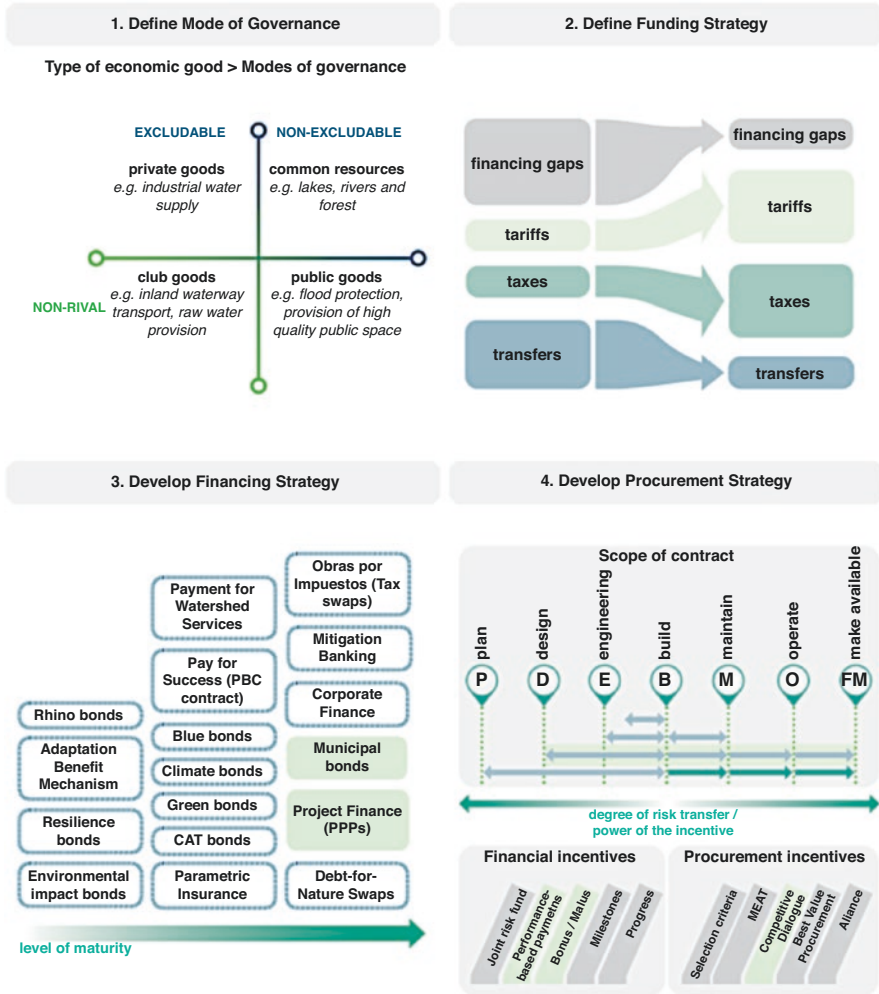 1. Define Mode of Governance
Type of economic good > Modes of governance
EXCLUDABLE
NON-EXCLUDABLE
private goods
e.g. industrial water
supply
common resources
e.g. lakes, rivers and
forest
NON-RIVAL
club goods
e.g. inland waterway
transport, raw water
provision
public goods
e.g. flood protection,
provision of high
quality public space
2. Define Funding Strategy
financing gaps
tariffs
taxes
transfers
financing gaps
tariffs
taxes
transfers
3. Develop Financing Strategy
Rhino bonds
Adaptation
Benefit
Mechanism
Resilience
bonds
Environmental
impact bonds
Payment for
Watershed
Services
Pay for
Success (PBC
contract)
Blue bonds
Climate bonds
Green bonds
CAT bonds
Parametric
Insurance
Obras por
Impuestos (Tax
swaps)
Mitigation
Banking
Corporate
Finance
Municipal
bonds
Project Finance
(PPPs)
Debt-for-
Nature Swaps
level of maturity
4. Develop Procurement Strategy
Scope of contract
plan
design
engineering
build
maintain
operate
make available
P
D
E
B
M
O
FM
degree of risk transfer /
power of the incentive
Financial incentives
Joint risk fund
Performance-
based paymetns
Bonus / Malus
Milestones
Progress
Procurement incentives
Selection criteria
MEAT
Competitive
Dialogue
Best Value
Procurement
Aliance